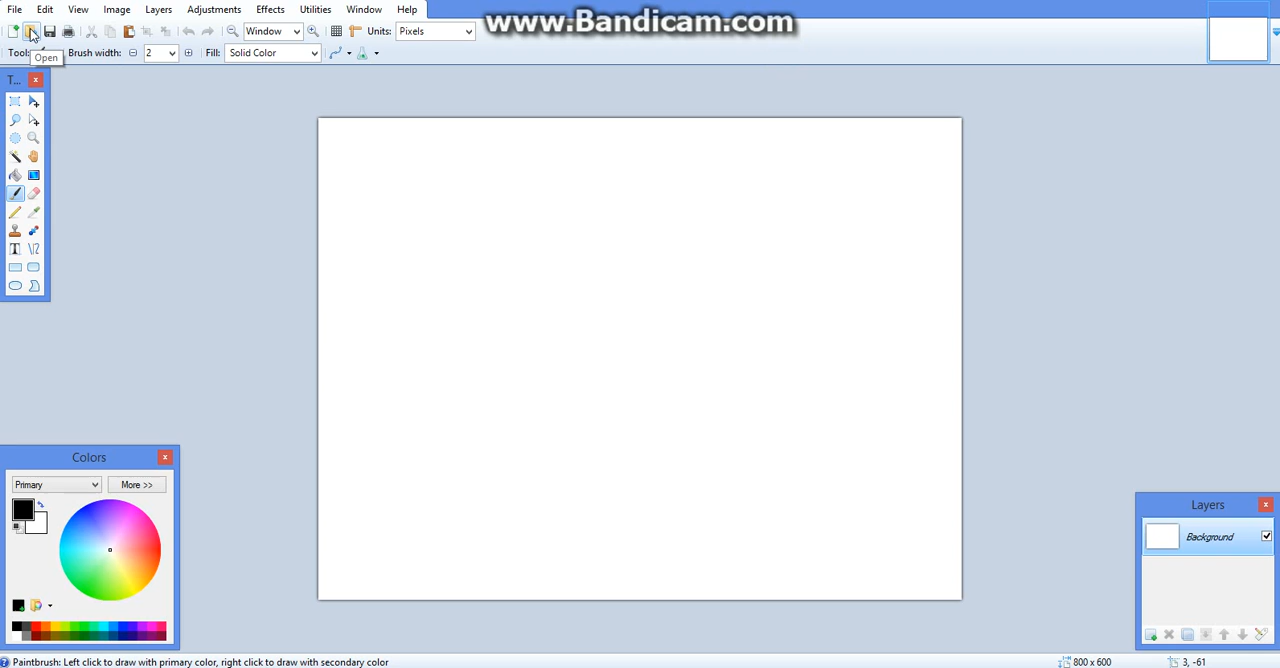 File Edit View Image Layers Adjustments Effects Utilities Window Help
www.Bandicam.com
Window Units: Pixels
Tool: Brush width: 2 Fill: Solid Color
Open
T...
Colors
Primary More >>
Layers
Background
Paintbrush: Left click to draw with primary color, right click to draw with secondary color 800 x 600 3, -61